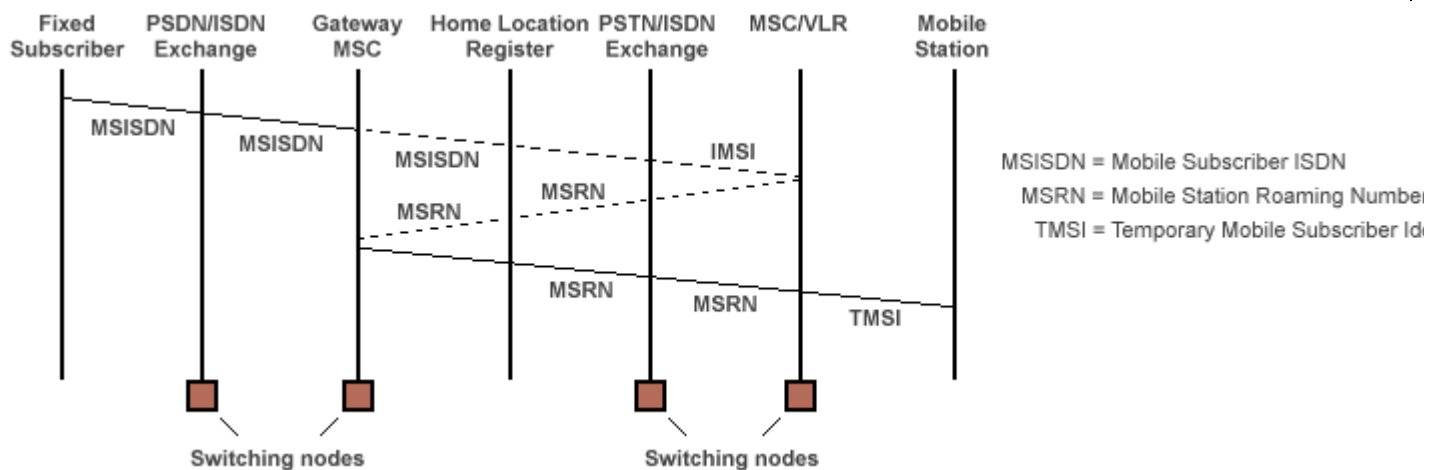 Fixed Subscriber
PSDN/ISDN Exchange
Gateway MSC
Home Location Register
PSTN/ISDN Exchange
MSC/VLR
Mobile Station
MSISDN
MSISDN
MSISDN
IMSI
MSRN
MSRN
MSRN
MSRN
TMSI
MSISDN = Mobile Subscriber ISDN
MSRN = Mobile Station Roaming Number
TMSI = Temporary Mobile Subscriber Ide
Switching nodes
Switching nodes